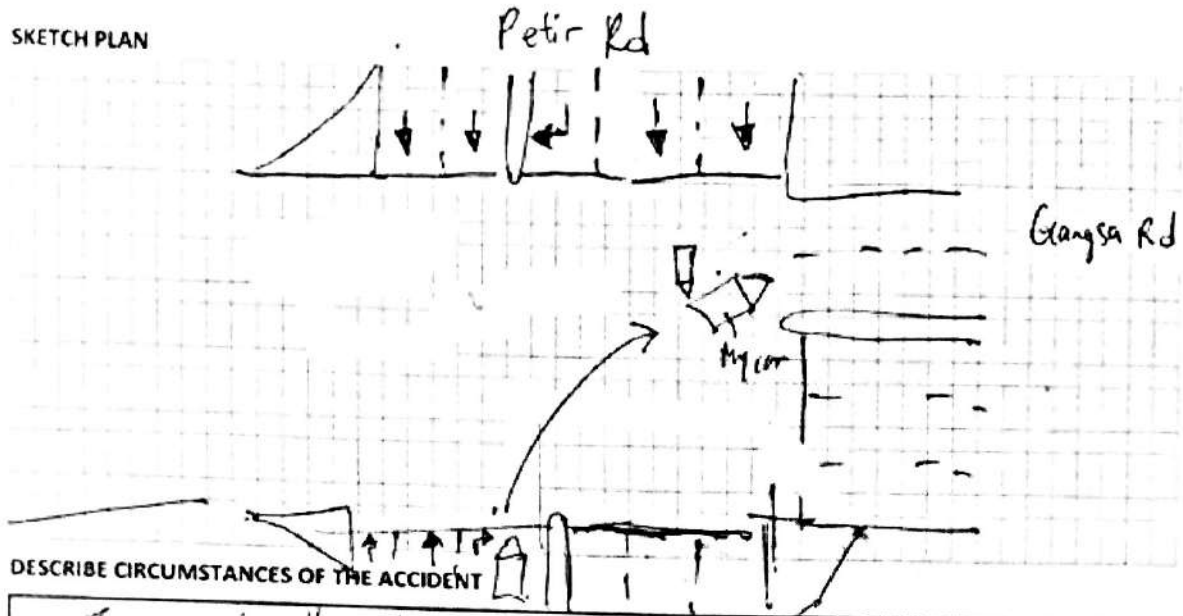 SKETCH PLAN
Petir Rd
Gangsa Rd
My car
DESCRIBE CIRCUMSTANCES OF THE ACCIDENT